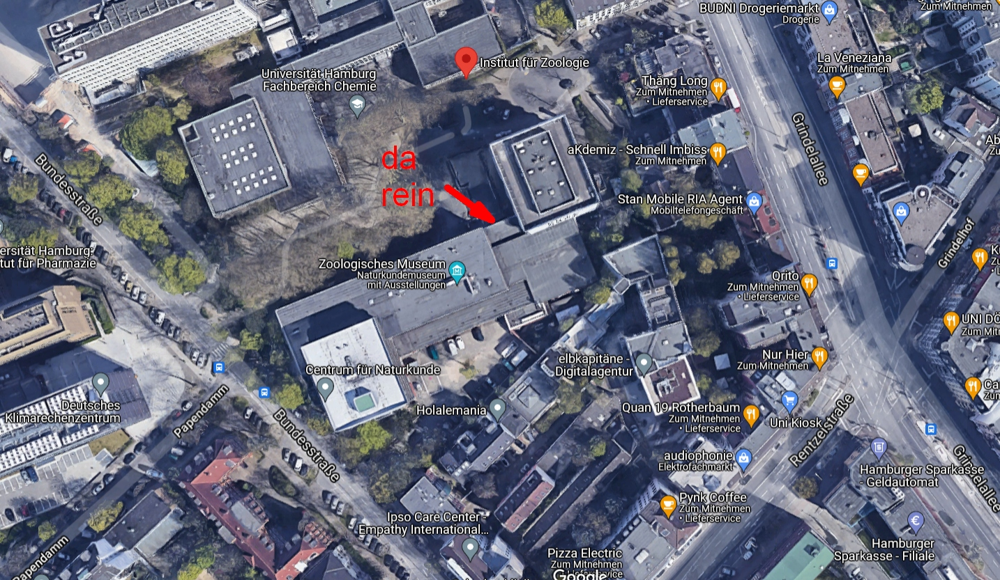 BUDNI Drogeriemarkt
Drogerie
Zum Mitnehmen
La Veneziana
Zum Mitnehmen
Institut für Zoologie
Universität Hamburg
Fachbereich Chemie
Thăng Long
Zum Mitnehmen
• Lieferservice
Grindelallee
aKdemiz - Schnell Imbiss
Zum Mitnehmen
Ab
Zu
da
rein
Bundesstraße
Stan Mobile RIA Agent
Mobiltelefongeschäft
Grindelhof
ersität Hamburg:
tut für Pharmazie
Zoologisches Museum
Naturkundemuseum
mit Ausstellungen
Qrito
Zum Mitnehmen
• Lieferservice
UNI DÖ
Zum Mit
Nur Hier
Zum Mitnehmen
elbkapitäne -
Digitalagentur
Centrum für Naturkunde
Deutsches
Klimarechenzentrum
Papendamm
Bundesstraße
Holalemania
Quan 19 Rotherbaum
Zum Mitnehmen
• Lieferservice
Uni Kiosk
Rentzelstraße
Ca
Zum
audiophonie
Elektrofachmarkt
Hamburger Sparkasse
- Geldautomat
Grindelallee
Pynk Coffee
Zum Mitnehmen
• Lieferservice
Ipso Care Center -
Empathy International...
Hamburger
Sparkasse - Filiale
Papendamm
Pizza Electric
Zum Mitnehmen
• Lieferservice
Google